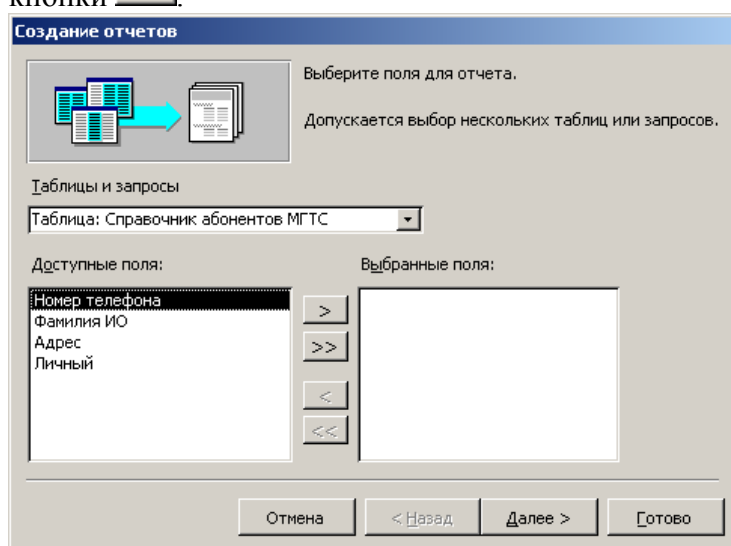 кнопки .
Создание отчетов
Выберите поля для отчета.
Допускается выбор нескольких таблиц или запросов.
Таблицы и запросы
Таблица: Справочник абонентов МГТС
Доступные поля:
Выбранные поля:
Номер телефона
Фамилия ИО
Адрес
Личный
>
>>
<
<<
Отмена
< Назад
Далее >
Готово